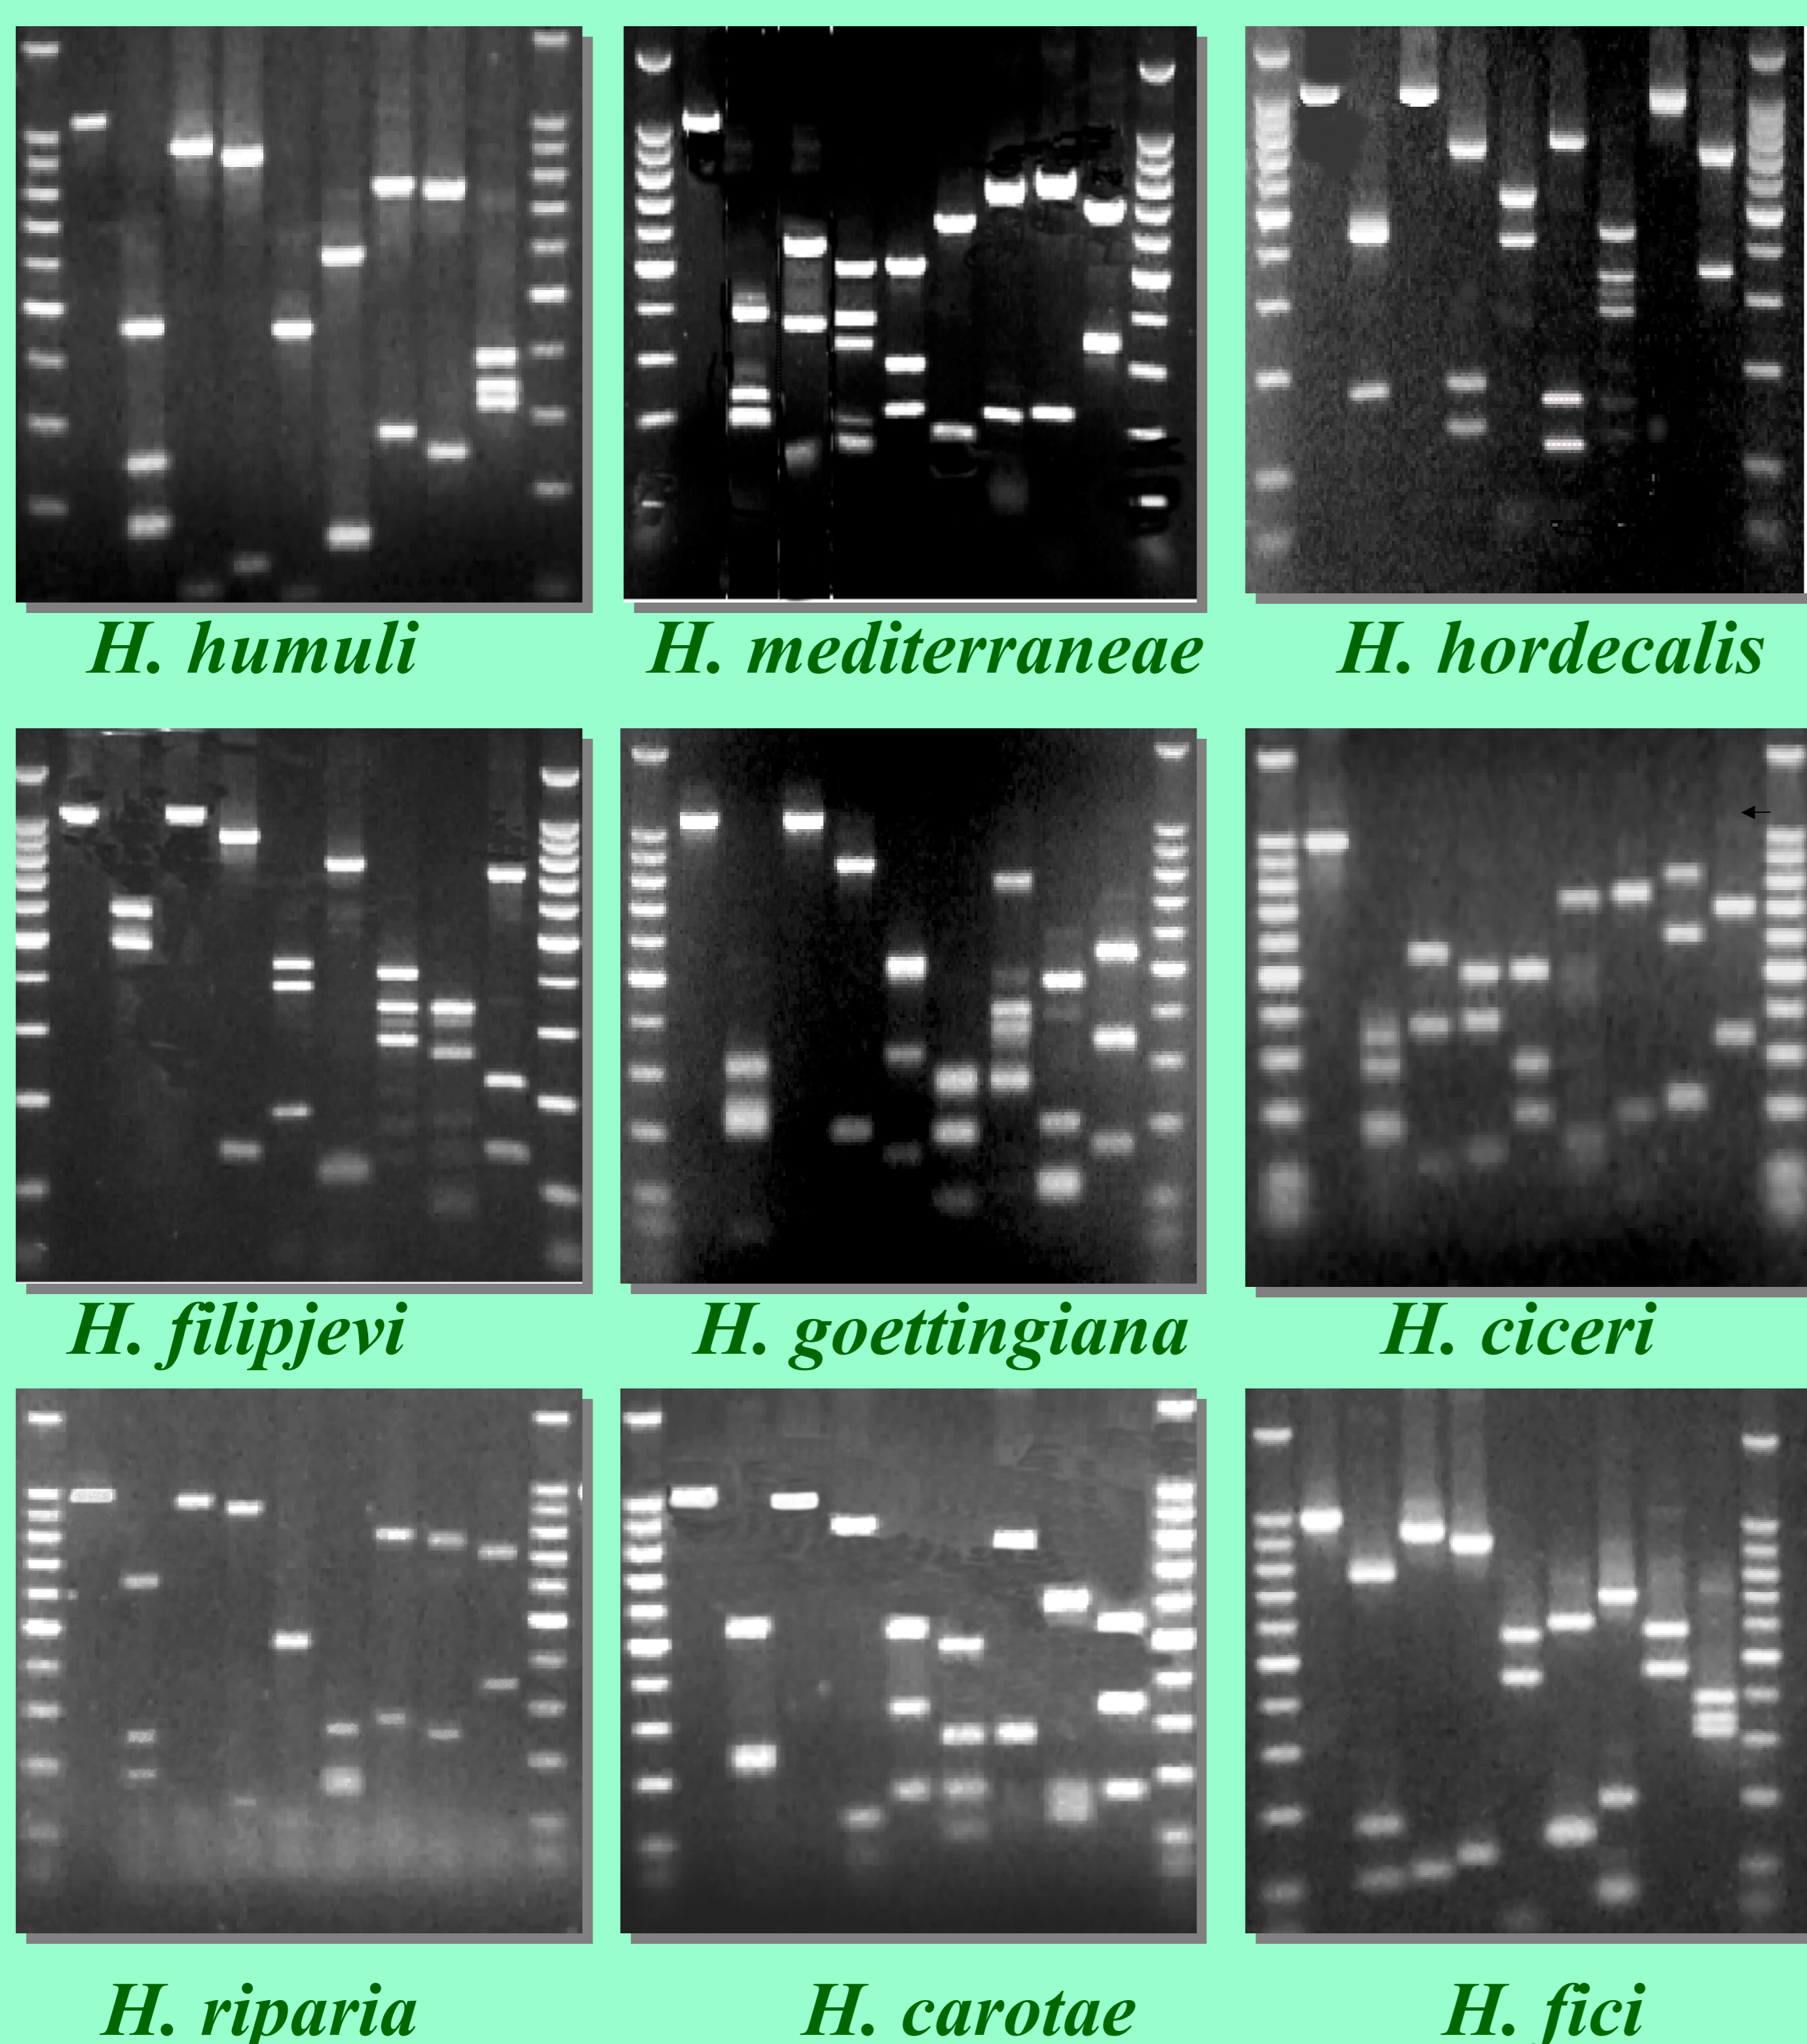 H. humuli
H. mediterraneae
H. hordecalis
H. filipjevi
H. goettingiana
H. ciceri
H. riparia
H. carotae
H. fici